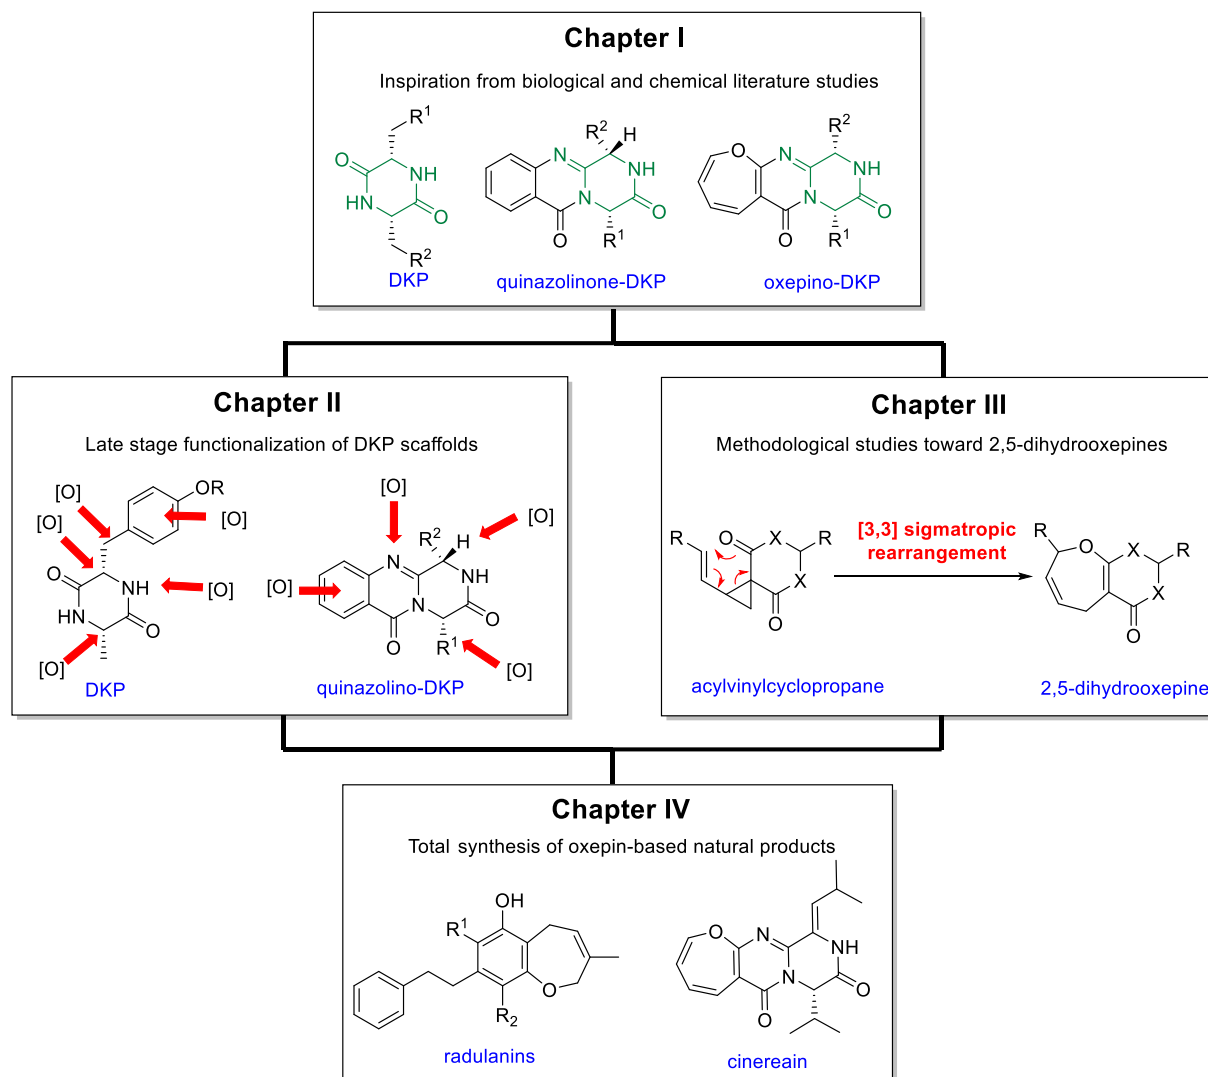 Chapter I
Inspiration from biological and chemical literature studies
R¹
O
NH
HN
O
R²
DKP
R²
H
N
NH
N
O
O
R¹
quinazolinone-DKP
R²
O
N
NH
N
O
O
R¹
oxepino-DKP
Chapter II
Late stage functionalization of DKP scaffolds
[O]
OR
[O]
[O]
O
NH
[O]
HN
O
[O]
DKP
[O]
[O]
R²
H
N
NH
[O]
N
O
O
R¹
[O]
quinazolino-DKP
Chapter III
Methodological studies toward 2,5-dihydrooxepines
R
O
X
R
X
O
acylvinylcyclopropane
[3,3] sigmatropic
rearrangement
R
O
X
R
X
O
2,5-dihydrooxepine
Chapter IV
Total synthesis of oxepin-based natural products
OH
R¹
O
R₂
radulanins
O
N
NH
N
O
O
cinereain